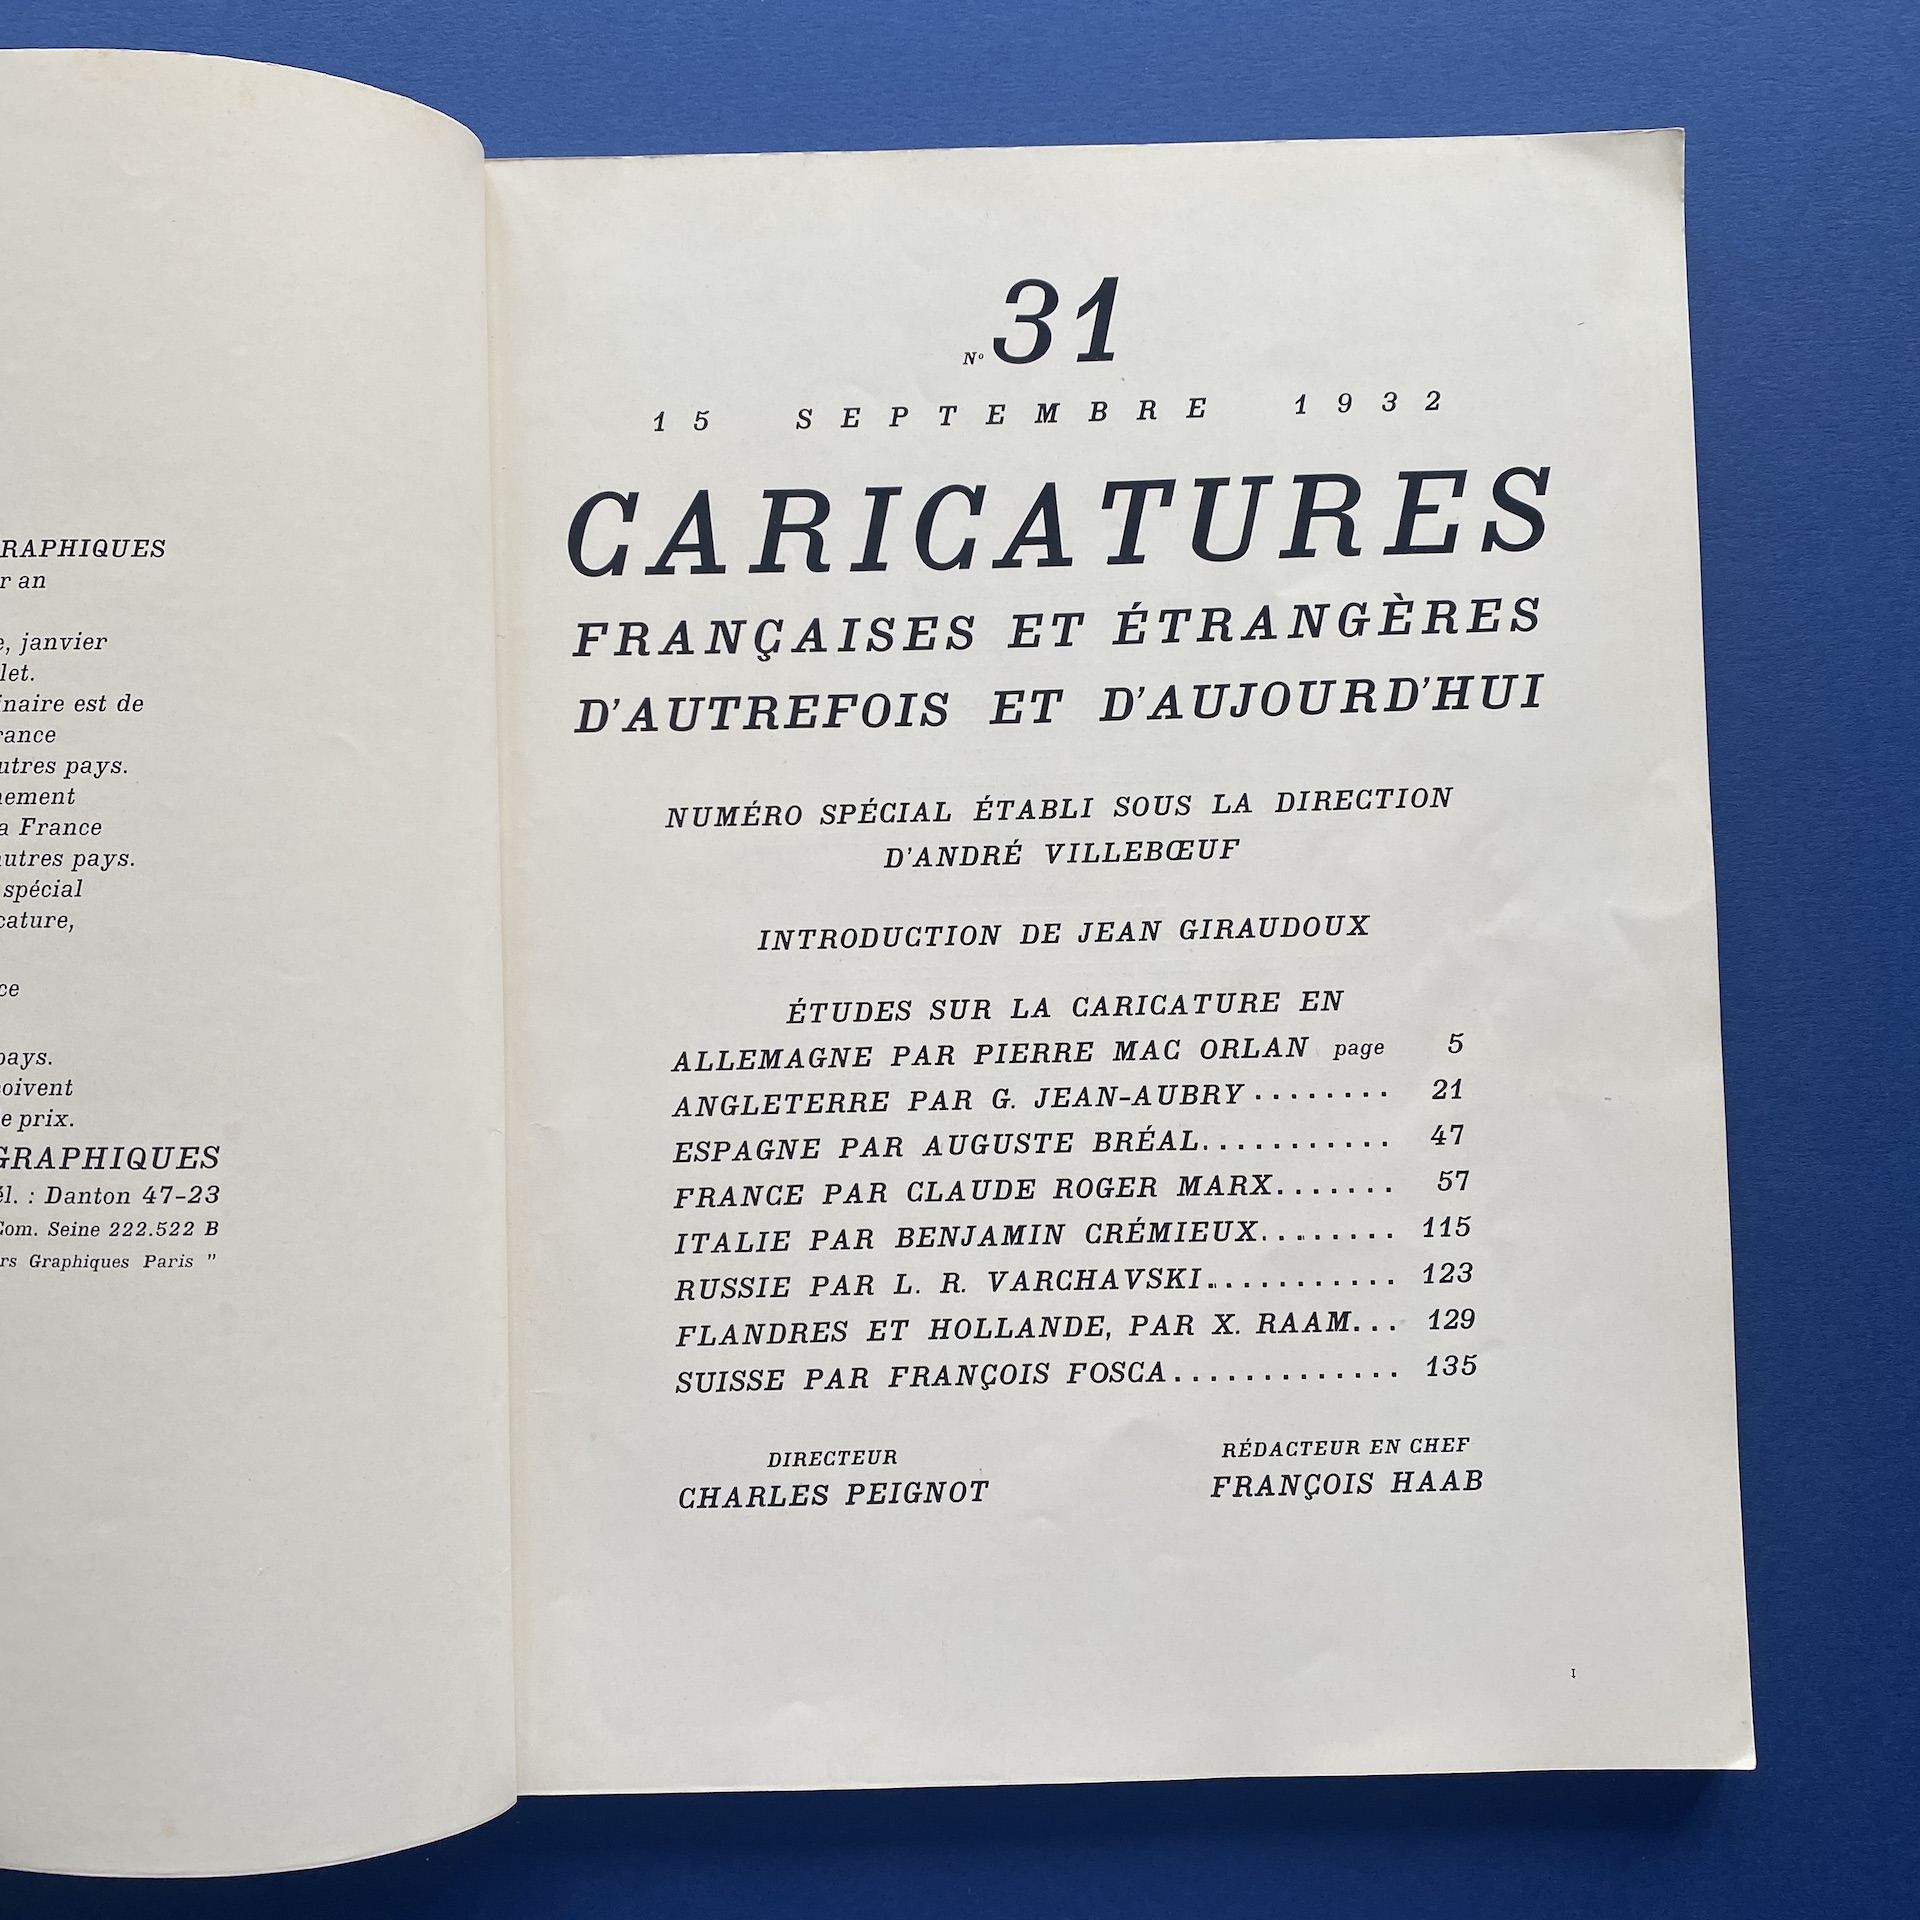 RAPHIQUES
r an
e, janvier
let.
inaire est de
rance
utres pays.
nement
a France
autres pays.
spécial
cature,
ce
pays.
oivent
e prix.
GRAPHIQUES
él. : Danton 47-23
Com. Seine 222.522 B
rs Graphiques Paris "
N° 31
15 SEPTEMBRE 1932
CARICATURES
FRANÇAISES ET ÉTRANGÈRES
D'AUTREFOIS ET D'AUJOURD'HUI
NUMÉRO SPÉCIAL ÉTABLI SOUS LA DIRECTION
D'ANDRÉ VILLEBŒUF
INTRODUCTION DE JEAN GIRAUDOUX
ÉTUDES SUR LA CARICATURE EN
ALLEMAGNE PAR PIERRE MAC ORLAN page 5
ANGLETERRE PAR G. JEAN-AUBRY ........ 21
ESPAGNE PAR AUGUSTE BRÉAL........... 47
FRANCE PAR CLAUDE ROGER MARX....... 57
ITALIE PAR BENJAMIN CRÉMIEUX........ 115
RUSSIE PAR L. R. VARCHAVSKI............ 123
FLANDRES ET HOLLANDE, PAR X. RAAM... 129
SUISSE PAR FRANÇOIS FOSCA............. 135
DIRECTEUR
CHARLES PEIGNOT
RÉDACTEUR EN CHEF
FRANÇOIS HAAB
I